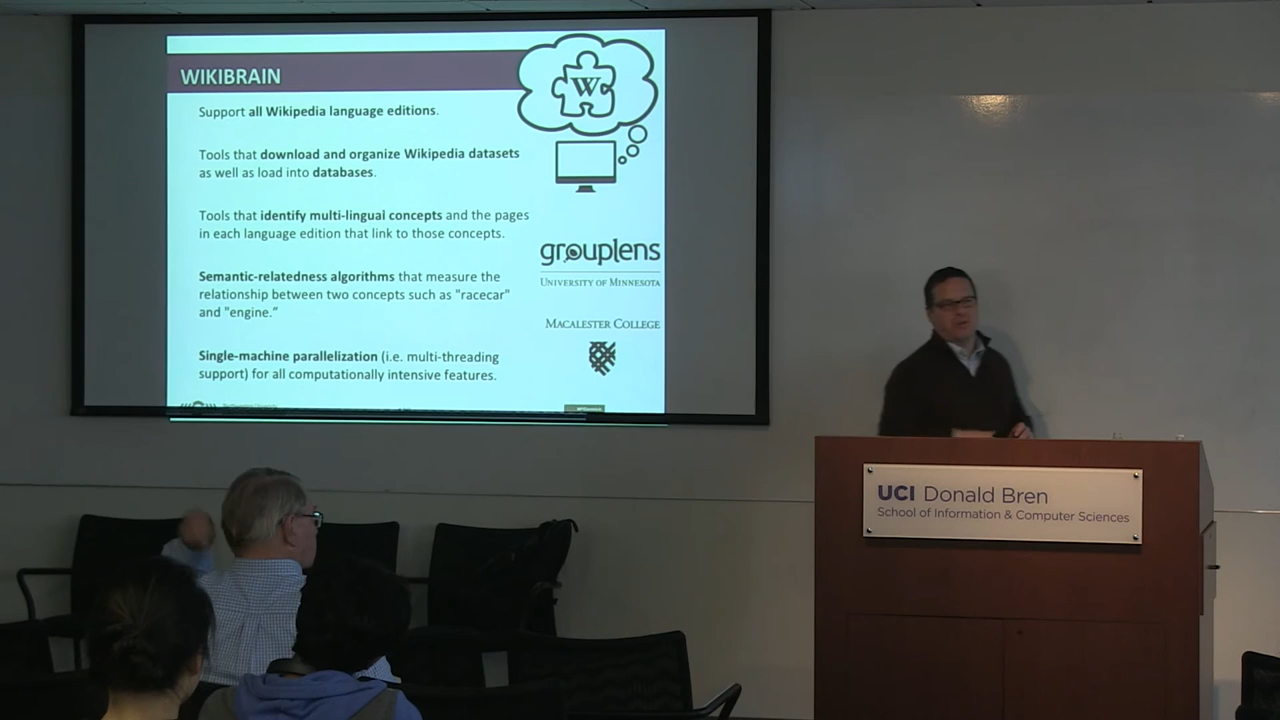 WIKIBRAIN
W
Support all Wikipedia language editions.
Tools that download and organize Wikipedia datasets
as well as load into databases.
Tools that identify multi-lingual concepts and the pages
in each language edition that link to those concepts.
Semantic-relatedness algorithms that measure the
relationship between two concepts such as "racecar"
and "engine.”
Single-machine parallelization (i.e. multi-threading
support) for all computationally intensive features.
grouplens
UNIVERSITY OF MINNESOTA
MACALESTER COLLEGE
UCI Donald Bren
School of Information & Computer Sciences